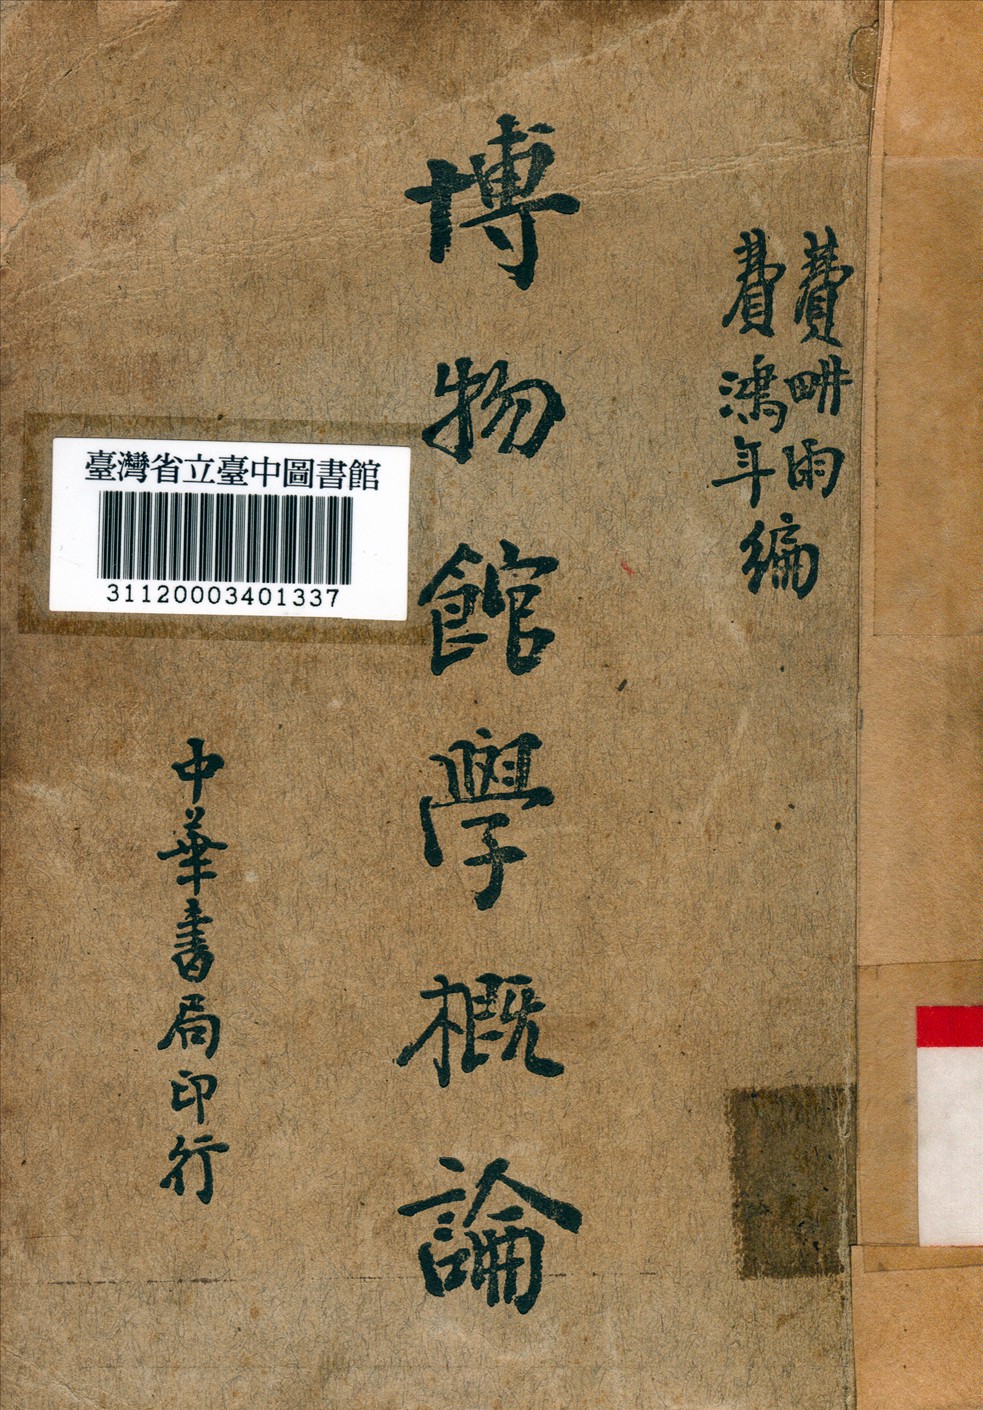 費畊雨
費鴻年
編
博物館學概論
中華書局印行
臺灣省立臺中圖書館
31120003401337